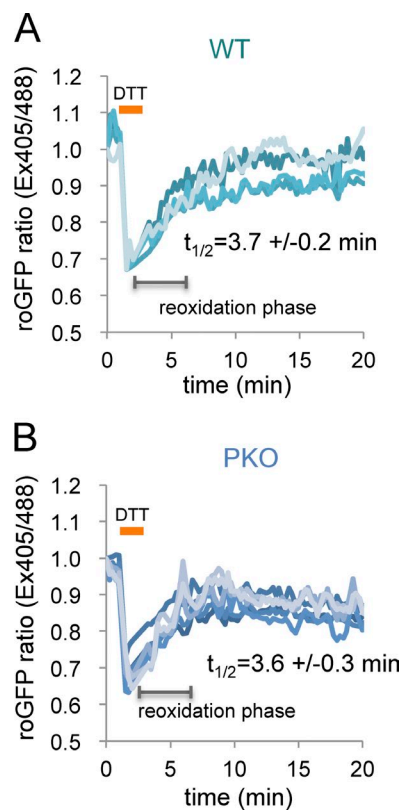 A
WT
roGFP ratio (Ex405/488)
1.2
1.1
1.0
0.9
0.8
0.7
0.6
0.5
DTT
t1/2=3.7 +/-0.2 min
reoxidation phase
0 5 10 15 20
time (min)
B
PKO
roGFP ratio (Ex405/488)
1.2
1.1
1.0
0.9
0.8
0.7
0.6
0.5
DTT
t1/2=3.6 +/-0.3 min
reoxidation phase
0 5 10 15 20
time (min)